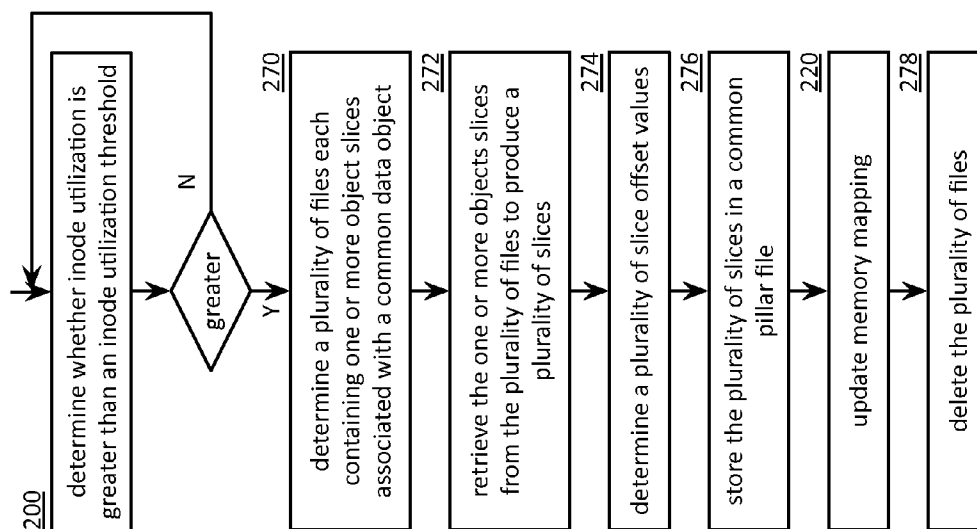 200
determine whether inode utilization is
greater than an inode utilization threshold
greater
N
Y
270
determine a plurality of files each
containing one or more object slices
associated with a common data object
272
retrieve the one or more objects slices
from the plurality of files to produce a
plurality of slices
274
determine a plurality of slice offset values
276
store the plurality of slices in a common
pillar file
220
update memory mapping
278
delete the plurality of files